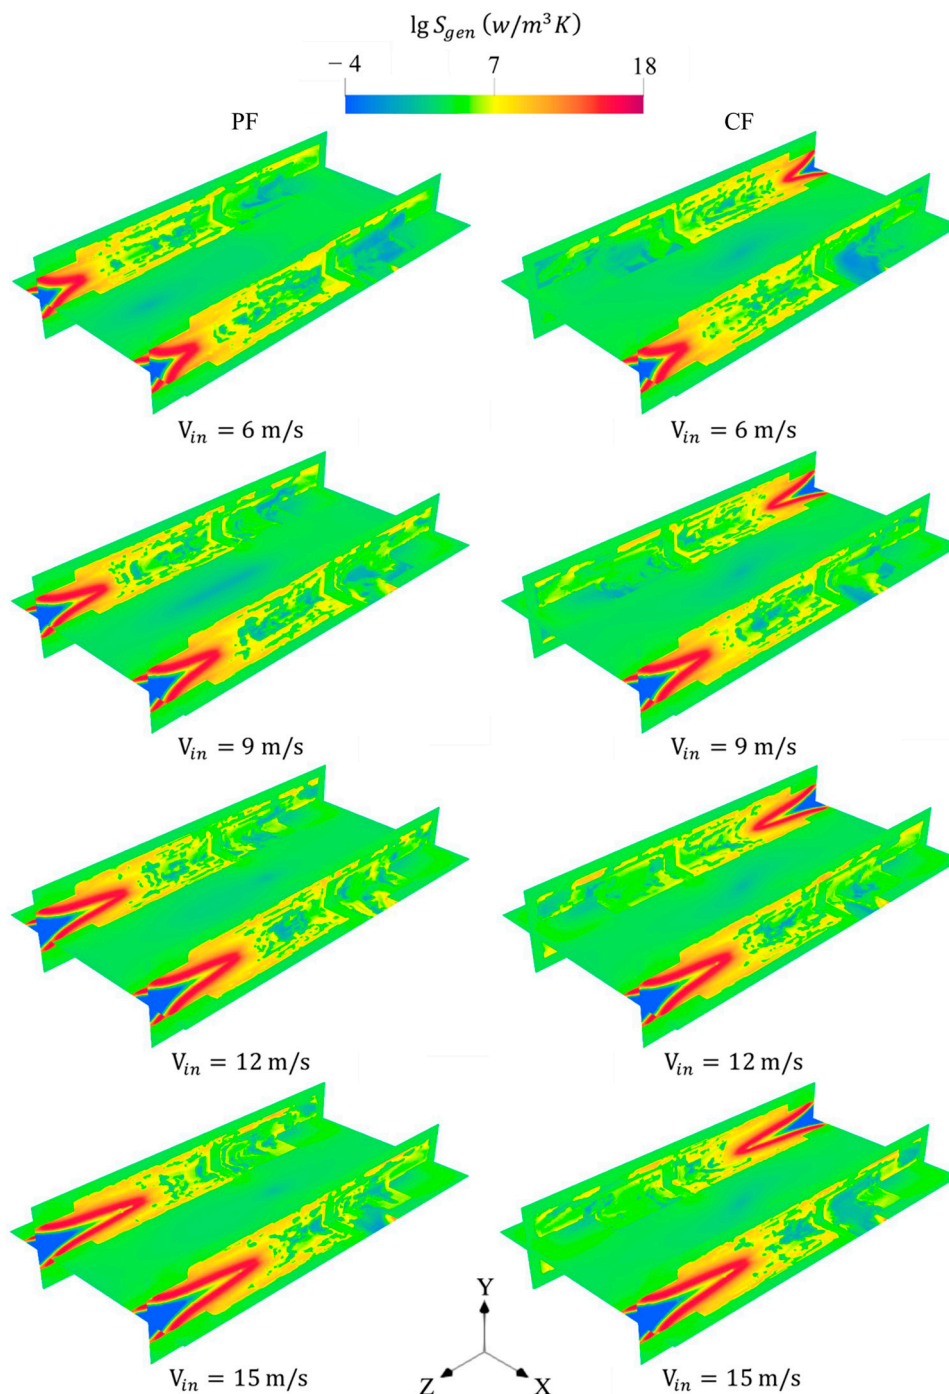 lg S_gen (w/m³K)
− 4 7 18
PF CF
V_in = 6 m/s V_in = 6 m/s
V_in = 9 m/s V_in = 9 m/s
V_in = 12 m/s V_in = 12 m/s
Y
Z X
V_in = 15 m/s V_in = 15 m/s